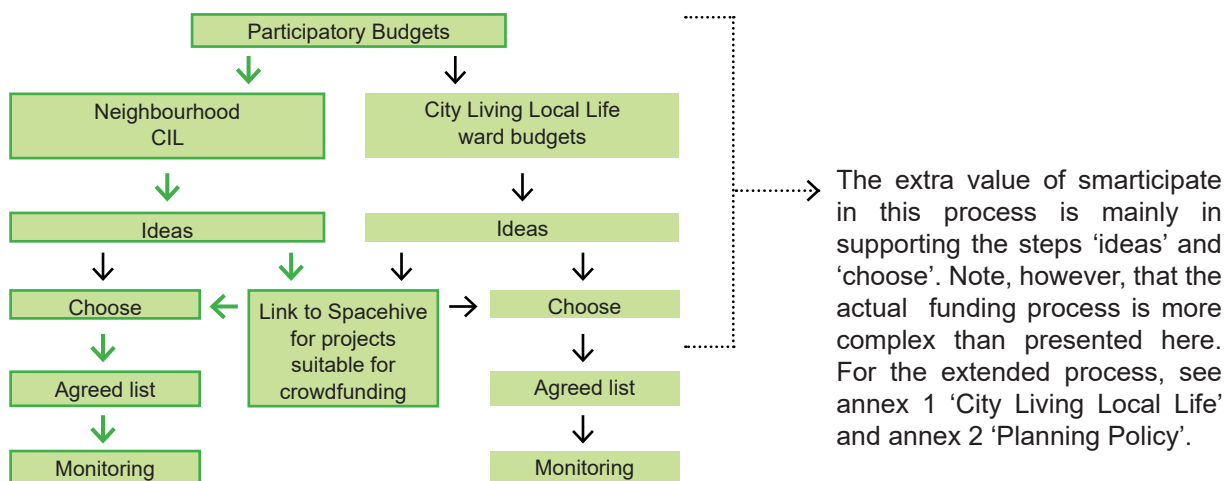 Participatory Budgets
Neighbourhood
CIL
City Living Local Life
ward budgets
Ideas
Ideas
Choose
Link to Spacehive
for projects
suitable for
crowdfunding
Choose
Agreed list
Agreed list
Monitoring
Monitoring
The extra value of smarticipate
in this process is mainly in
supporting the steps ‘ideas’ and
‘choose’. Note, however, that the
actual funding process is more
complex than presented here.
For the extended process, see
annex 1 ‘City Living Local Life’
and annex 2 ‘Planning Policy’.